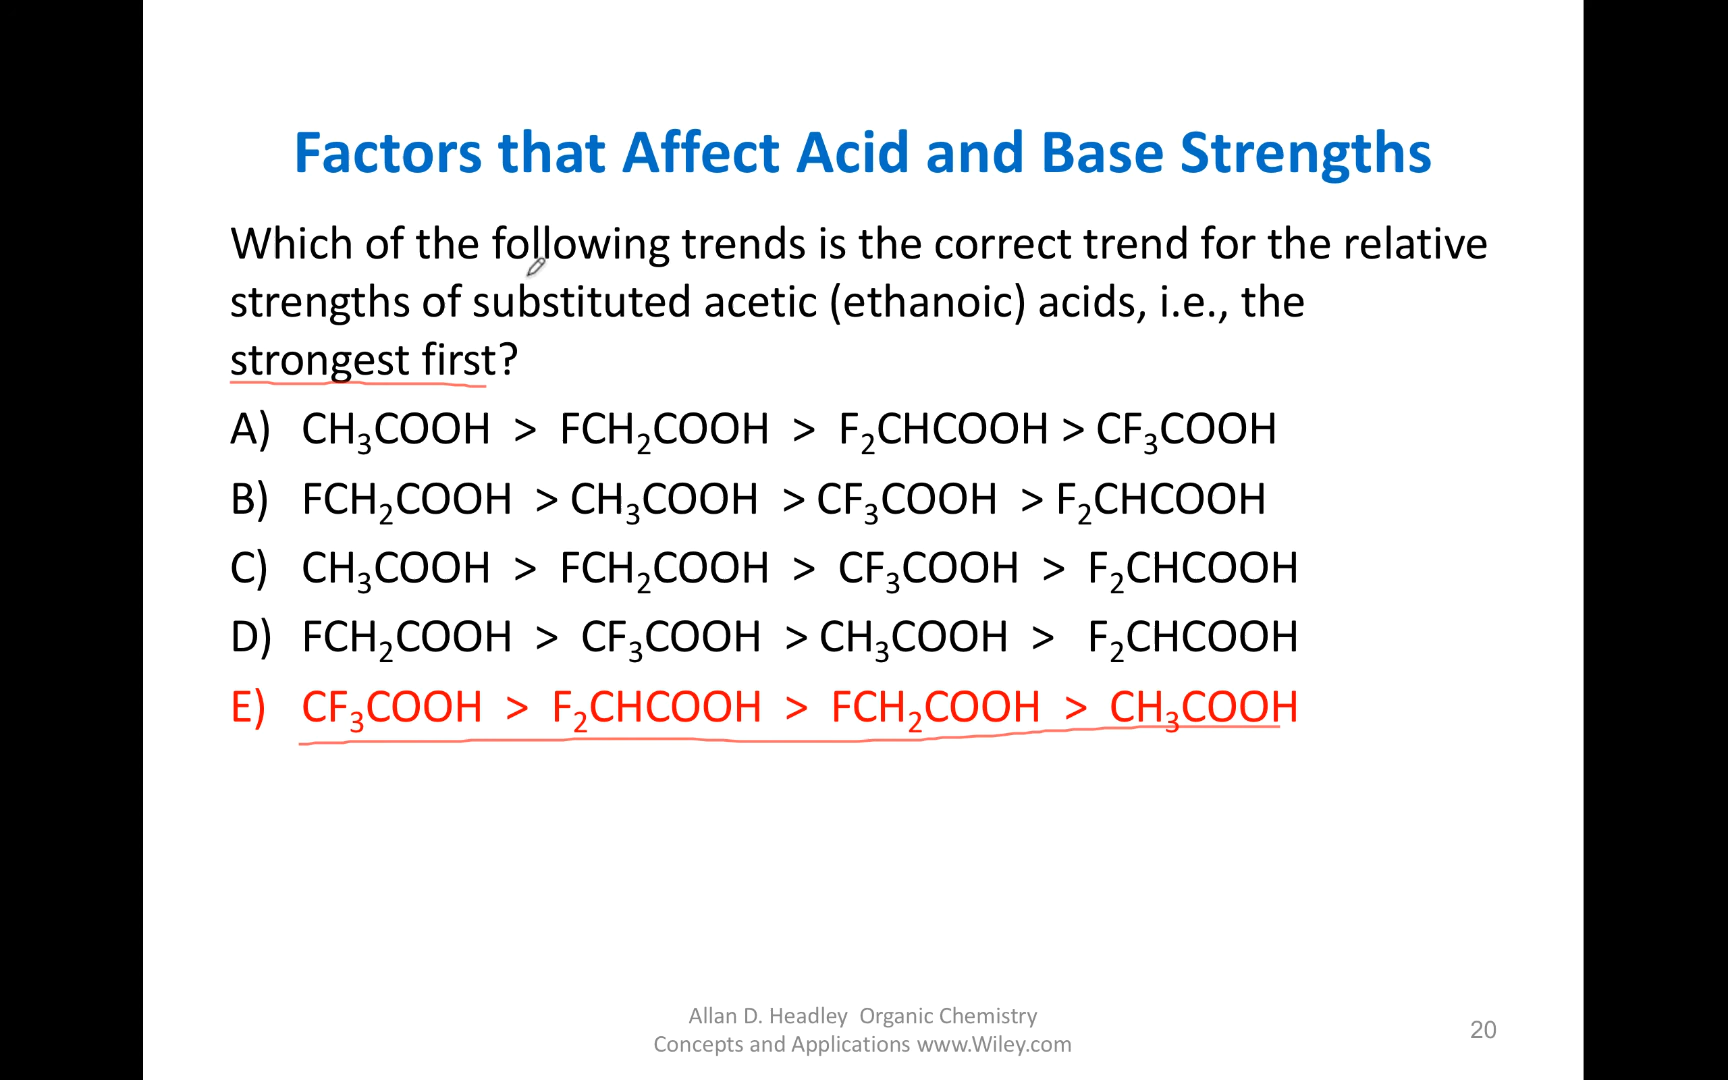 Factors that Affect Acid and Base Strengths
Which of the following trends is the correct trend for the relative
strengths of substituted acetic (ethanoic) acids, i.e., the
strongest first?
A) CH₃COOH > FCH₂COOH > F₂CHCOOH > CF₃COOH
B) FCH₂COOH > CH₃COOH > CF₃COOH > F₂CHCOOH
C) CH₃COOH > FCH₂COOH > CF₃COOH > F₂CHCOOH
D) FCH₂COOH > CF₃COOH > CH₃COOH > F₂CHCOOH
E) CF₃COOH > F₂CHCOOH > FCH₂COOH > CH₃COOH
Allan D. Headley Organic Chemistry
Concepts and Applications www.Wiley.com
20